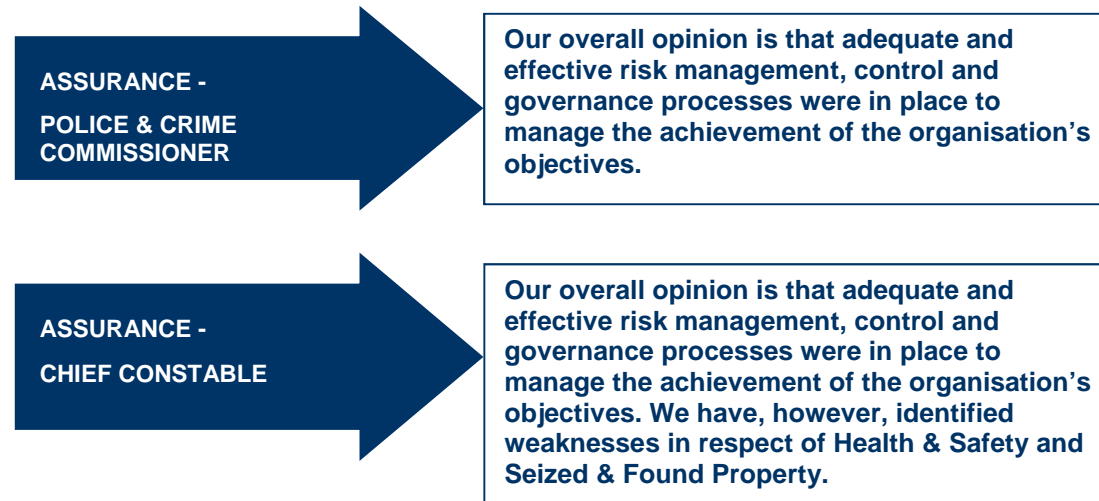 ASSURANCE -
POLICE & CRIME
COMMISSIONER
Our overall opinion is that adequate and
effective risk management, control and
governance processes were in place to
manage the achievement of the organisation’s
objectives.
ASSURANCE -
CHIEF CONSTABLE
Our overall opinion is that adequate and
effective risk management, control and
governance processes were in place to
manage the achievement of the organisation’s
objectives. We have, however, identified
weaknesses in respect of Health & Safety and
Seized & Found Property.